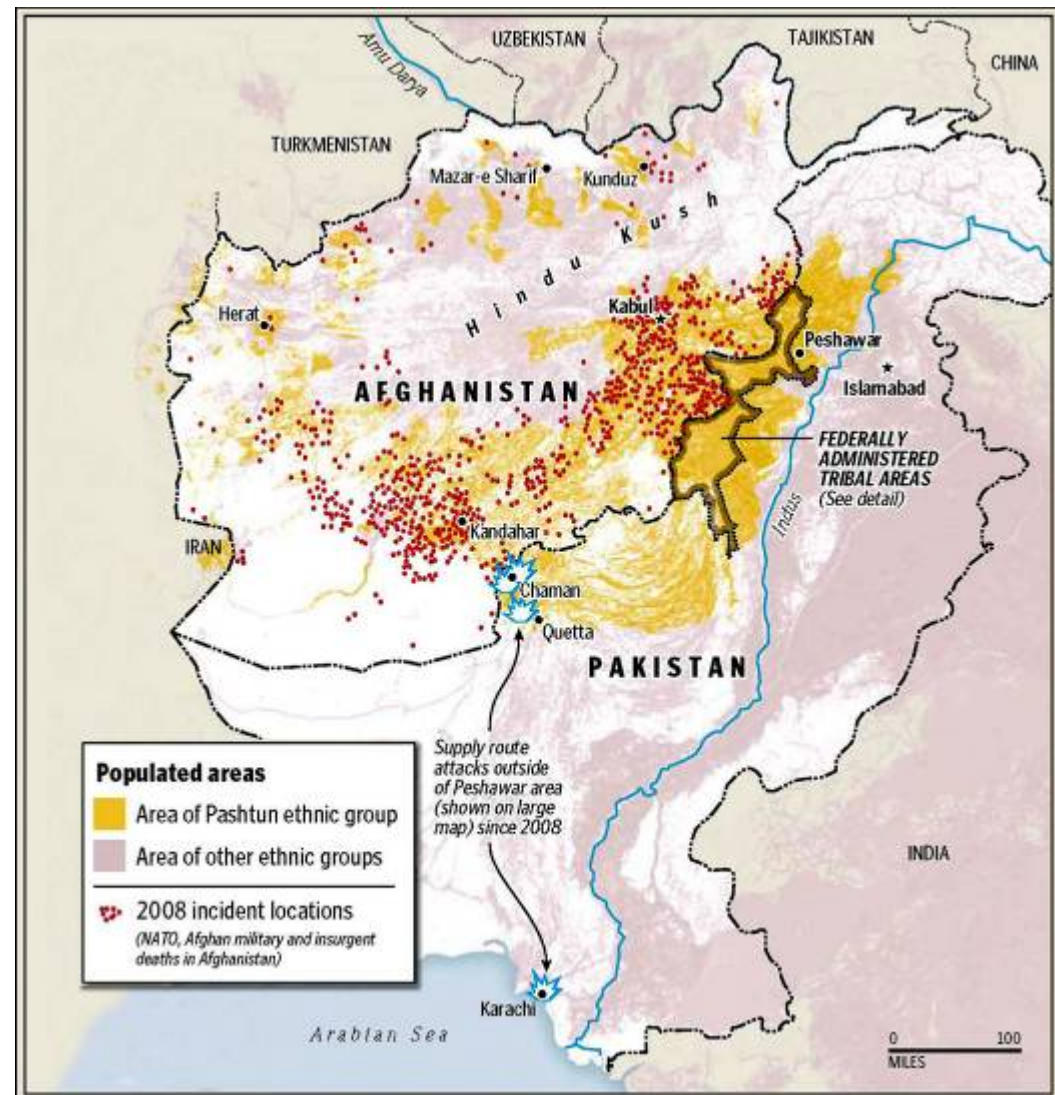 UZBEKISTAN
TAJIKISTAN
CHINA
Amu Darya
TURKMENISTAN
Mazar-e Sharif
Kunduz
Hindu Kush
Herat
Kabul
Peshawar
Islamabad
AFGHANISTAN
FEDERALLY
ADMINISTERED
TRIBAL AREAS
(See detail)
Indus
Kandahar
IRAN
Chaman
Quetta
PAKISTAN
Supply route
attacks outside
of Peshawar area
(shown on large
map) since 2008
Populated areas
Area of Pashtun ethnic group
Area of other ethnic groups
2008 incident locations
(NATO, Afghan military and insurgent
deaths in Afghanistan)
INDIA
Karachi
Arabian Sea
0 100
MILES